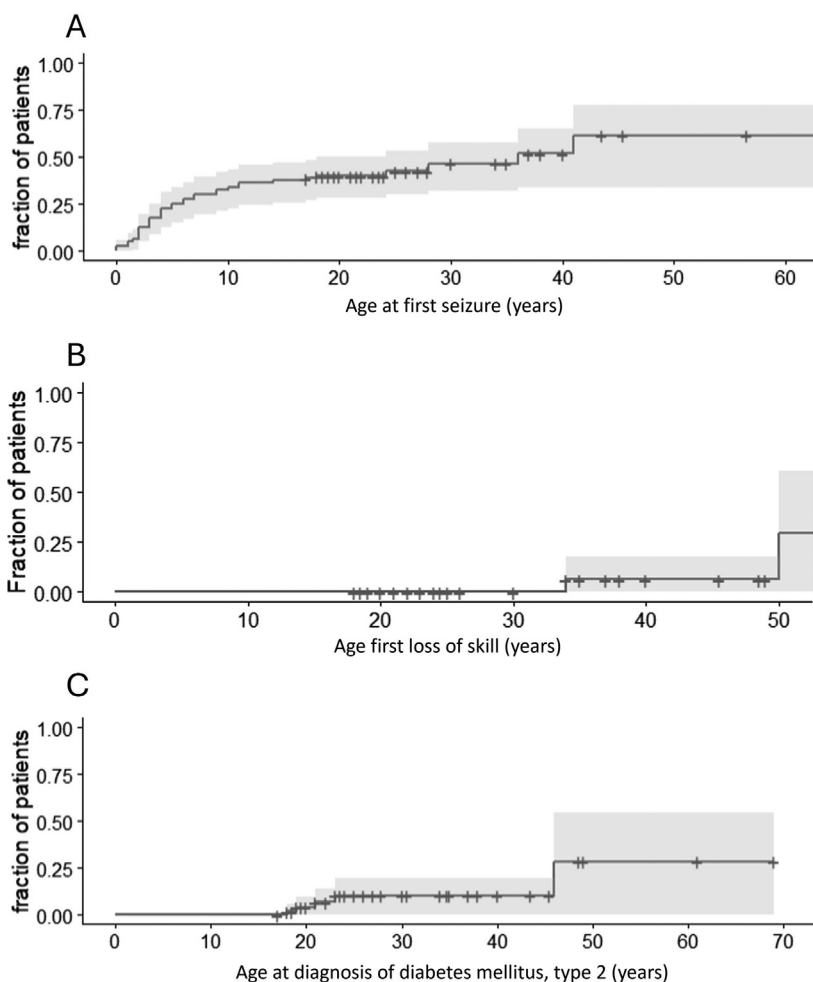 A
fraction of patients
1.00
0.75
0.50
0.25
0.00
0 10 20 30 40 50 60
Age at first seizure (years)
B
Fraction of patients
1.00
0.75
0.50
0.25
0.00
0 10 20 30 40 50
Age first loss of skill (years)
C
fraction of patients
1.00
0.75
0.50
0.25
0.00
0 10 20 30 40 50 60 70
Age at diagnosis of diabetes mellitus, type 2 (years)